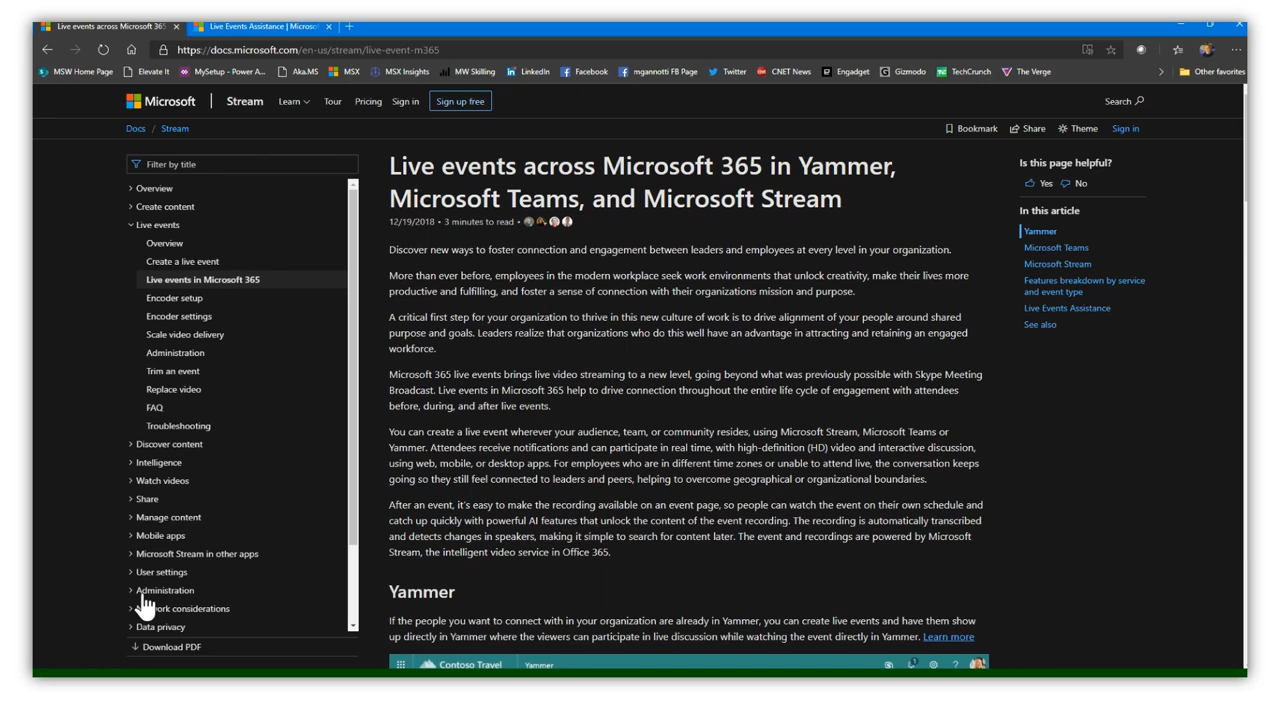 Live events across Microsoft 365
Live Events Assistance | Microsof
https://docs.microsoft.com/en-us/stream/live-event-m365
MSW Home Page Elevate It MySetup - Power A... Aka.MS MSX MSX Insights MW Skilling LinkedIn Facebook mgannotti FB Page Twitter CNET News Engadget Gizmodo TechCrunch The Verge Other favorites
Microsoft | Stream Learn Tour Pricing Sign in Sign up free Search
Docs / Stream Bookmark Share Theme Sign in
Filter by title
Overview
Create content
Live events
Overview
Create a live event
Live events in Microsoft 365
Encoder setup
Encoder settings
Scale video delivery
Administration
Trim an event
Replace video
FAQ
Troubleshooting
Discover content
Intelligence
Watch videos
Share
Manage content
Mobile apps
Microsoft Stream in other apps
User settings
Administration
considerations
Data privacy
Download PDF
Live events across Microsoft 365 in Yammer,
Microsoft Teams, and Microsoft Stream
12/19/2018 • 3 minutes to read •
Discover new ways to foster connection and engagement between leaders and employees at every level in your organization.
More than ever before, employees in the modern workplace seek work environments that unlock creativity, make their lives more
productive and fulfilling, and foster a sense of connection with their organizations mission and purpose.
A critical first step for your organization to thrive in this new culture of work is to drive alignment of your people around shared
purpose and goals. Leaders realize that organizations who do this well have an advantage in attracting and retaining an engaged
workforce.
Microsoft 365 live events brings live video streaming to a new level, going beyond what was previously possible with Skype Meeting
Broadcast. Live events in Microsoft 365 help to drive connection throughout the entire life cycle of engagement with attendees
before, during, and after live events.
You can create a live event wherever your audience, team, or community resides, using Microsoft Stream, Microsoft Teams or
Yammer. Attendees receive notifications and can participate in real time, with high-definition (HD) video and interactive discussion,
using web, mobile, or desktop apps. For employees who are in different time zones or unable to attend live, the conversation keeps
going so they still feel connected to leaders and peers, helping to overcome geographical or organizational boundaries.
After an event, it's easy to make the recording available on an event page, so people can watch the event on their own schedule and
catch up quickly with powerful AI features that unlock the content of the event recording. The recording is automatically transcribed
and detects changes in speakers, making it simple to search for content later. The event and recordings are powered by Microsoft
Stream, the intelligent video service in Office 365.
Yammer
If the people you want to connect with in your organization are already in Yammer, you can create live events and have them show
up directly in Yammer where the viewers can participate in live discussion while watching the event directly in Yammer. Learn more
Contoso Travel Yammer
Is this page helpful?
Yes No
In this article
Yammer
Microsoft Teams
Microsoft Stream
Features breakdown by service
and event type
Live Events Assistance
See also